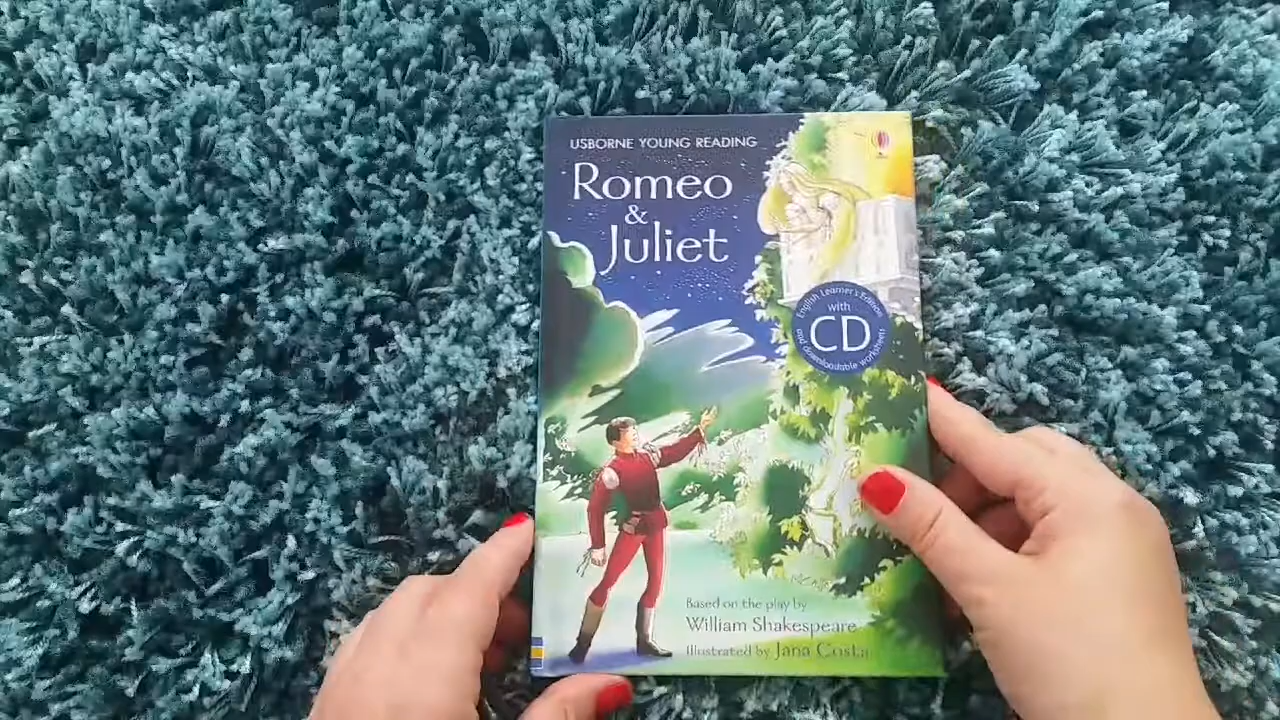 USBORNE YOUNG READING
Romeo
&
Juliet
English Learner's Edition
with
CD
and downloadable worksheets
Based on the play by
William Shakespeare
Illustrated by Jana Costa